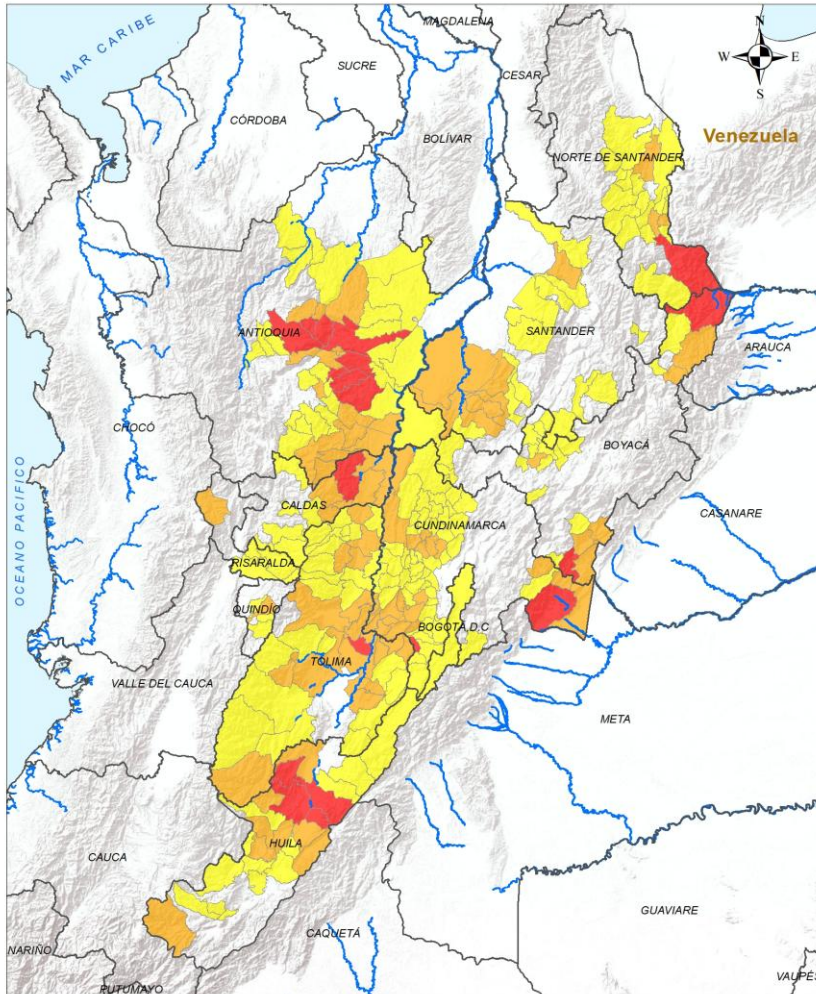 MAGDALENA
N
MAR CARIBE
W
E
SUCRE
CESAR
S
CÓRDOBA
BOLÍVAR
Venezuela
NORTE DE SANTANDER
ANTIOQUIA
SANTANDER
ARAUCA
CHOCÓ
BOYACÁ
OCEANO PACIFICO
CALDAS
CUNDINAMARCA
CASANARE
RISARALDA
QUINDÍO
BOGOTÁ, D.C
TOLIMA
VALLE DEL CAUCA
META
HUILA
CAUCA
GUAVIARE
CAQUETÁ
NARIÑO
PUTUMAYO
VAUPÉS